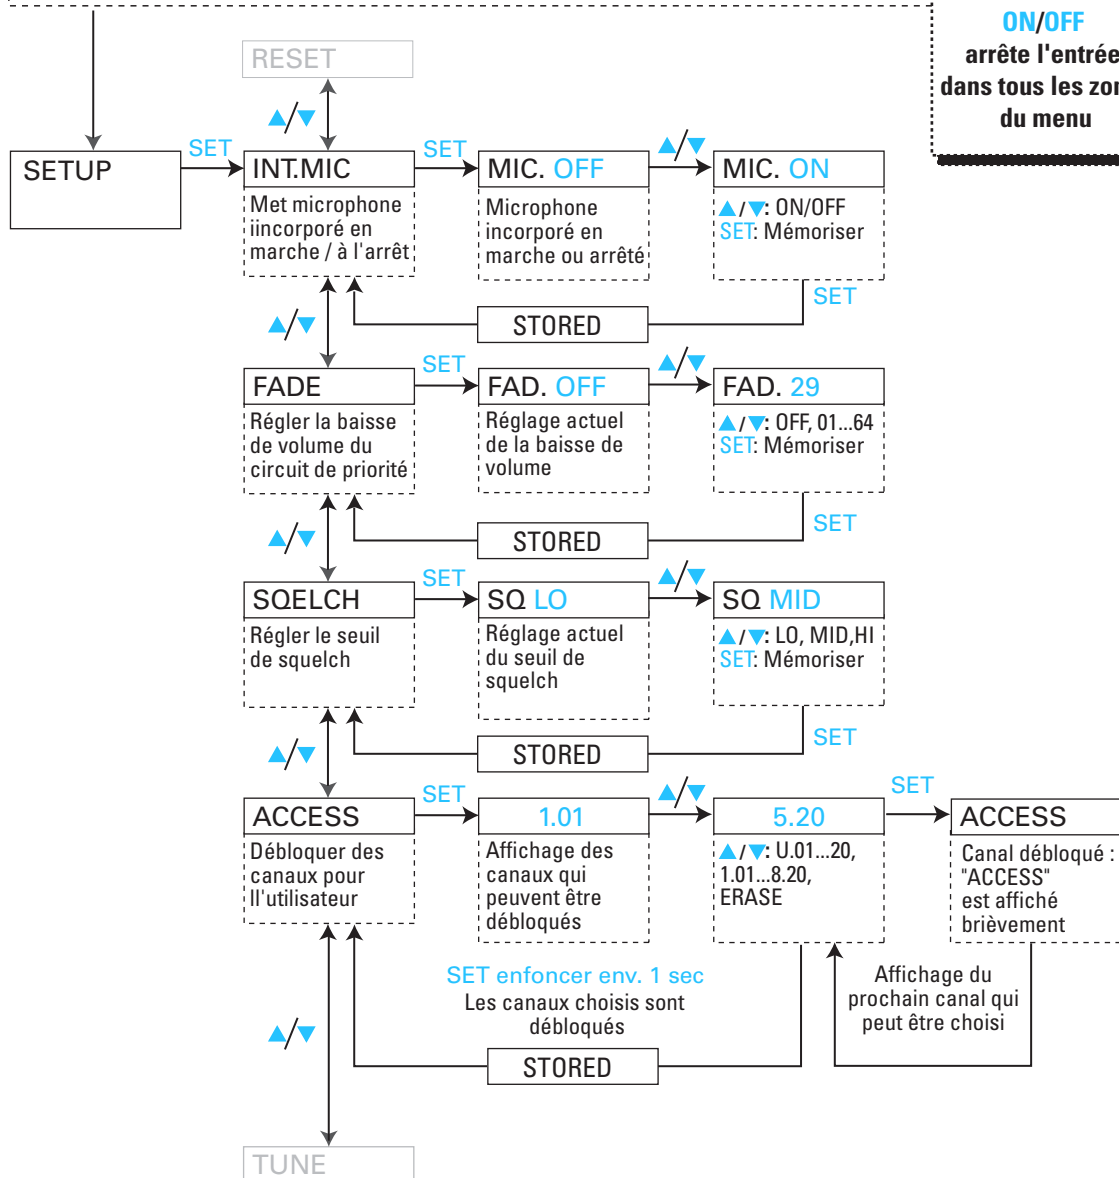 ON/OFF
arrête l'entrée
dans tous les
du menu
RESET
▲/▼
SETUP
SET
INT.MIC
Met microphone
iincorporé en
marche / à l'arrêt
SET
MIC. OFF
Microphone
incorporé en
marche ou arrêté
▲/▼
MIC. ON
▲/▼: ON/OFF
SET: Mémoriser
SET
STORED
▲/▼
FADE
Régler la baisse
de volume du
circuit de priorité
SET
FAD. OFF
Réglage actuel
de la baisse de
volume
▲/▼
FAD. 29
▲/▼: OFF, 01...64
SET: Mémoriser
SET
STORED
▲/▼
SQELCH
Régler le seuil
de squelch
SET
SQ LO
Réglage actuel
du seuil de
squelch
▲/▼
SQ MID
▲/▼: LO, MID,HI
SET: Mémoriser
SET
STORED
▲/▼
ACCESS
Débloquer des
canaux pour
ll'utilisateur
SET
1.01
Affichage des
canaux qui
peuvent être
débloqués
▲/▼
5.20
▲/▼: U.01...20,
1.01...8.20,
ERASE
SET
ACCESS
Canal débloqué :
"ACCESS"
est affiché
brièvement
SET enfoncer env. 1 sec
Les canaux choisis sont
débloqués
STORED
Affichage du
prochain canal qui
peut être choisi
▲/▼
TUNE